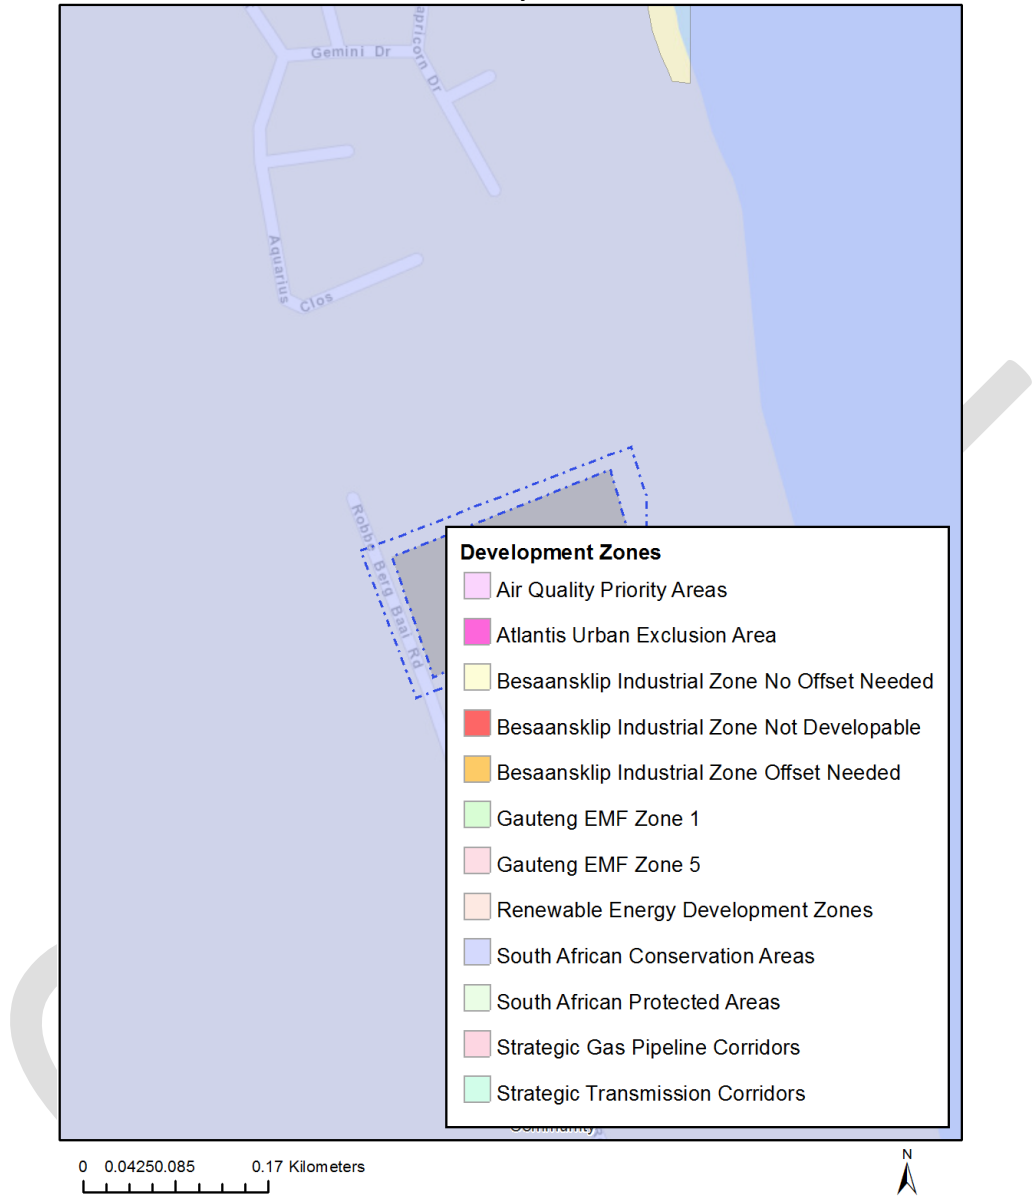 Gemini Dr
apricorn Dr
Aquarius
Clos
Robbe Berg Baai Rd
Development Zones
Air Quality Priority Areas
Atlantis Urban Exclusion Area
Besaansklip Industrial Zone No Offset Needed
Besaansklip Industrial Zone Not Developable
Besaansklip Industrial Zone Offset Needed
Gauteng EMF Zone 1
Gauteng EMF Zone 5
Renewable Energy Development Zones
South African Conservation Areas
South African Protected Areas
Strategic Gas Pipeline Corridors
Strategic Transmission Corridors
Community
0 0.04250.085 0.17 Kilometers
N